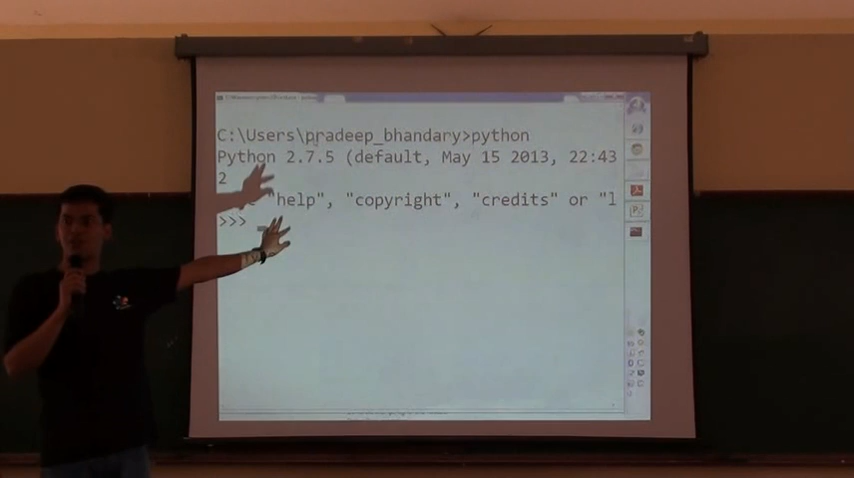 C:\Users\pradeep_bhandary>python
Python 2.7.5 (default, May 15 2013, 22:43
2
"help", "copyright", "credits" or "l
>>> _